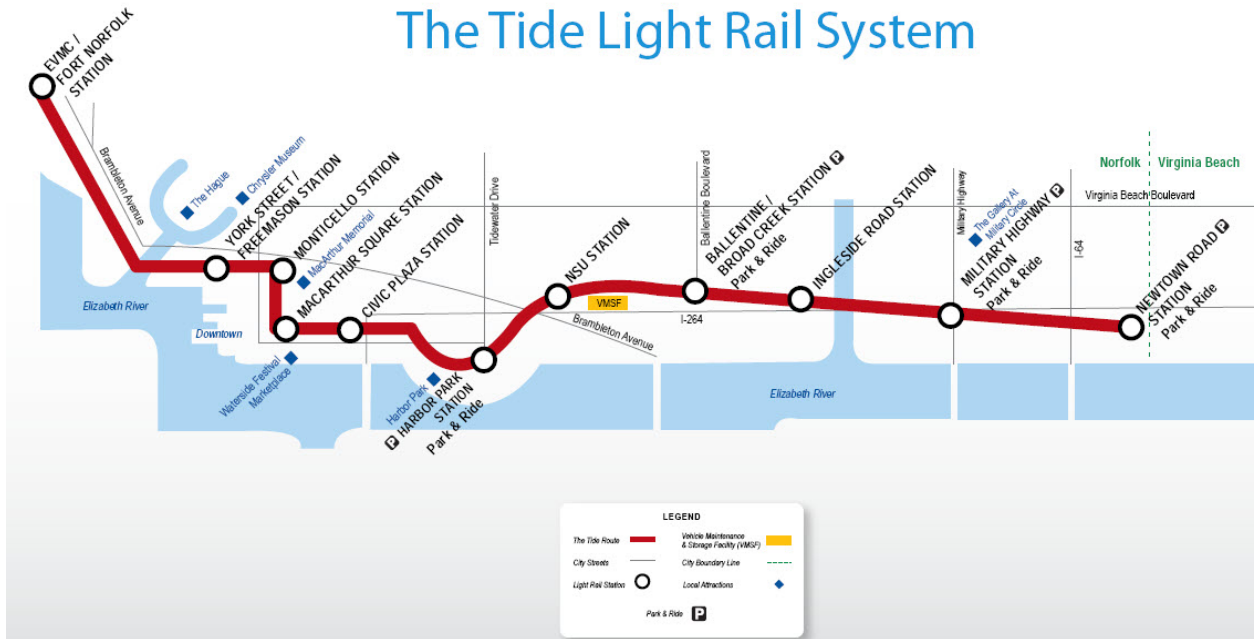 The Tide Light Rail System
EVMC /
FORT NORFOLK
STATION
Brambleton Avenue
The Hague
Chrysler Museum
YORK STREET /
FREEMASON STATION
MONTICELLO STATION
MacArthur Memorial
MACARTHUR SQUARE STATION
CIVIC PLAZA STATION
Tidewater Drive
NSU STATION
VMSF
Brambleton Avenue
Ballentine Boulevard
BALLENTINE /
BROAD CREEK STATION P
Park & Ride
I-264
INGLESIDE ROAD STATION
Military Highway
The Gallery At
Military Circle
MILITARY HIGHWAY P
STATION
Park & Ride
I-64
Norfolk
Virginia Beach
Virginia Beach Boulevard
NEWTOWN ROAD P
STATION
Park & Ride
Elizabeth River
Downtown
Waterside Festival
Marketplace
Harbor Park
P HARBOR PARK
STATION
Park & Ride
Elizabeth River
LEGEND
The Tide Route
Vehicle Maintenance
& Storage Facility (VMSF)
City Streets
City Boundary Line
Light Rail Station
Local Attractions
Park & Ride P